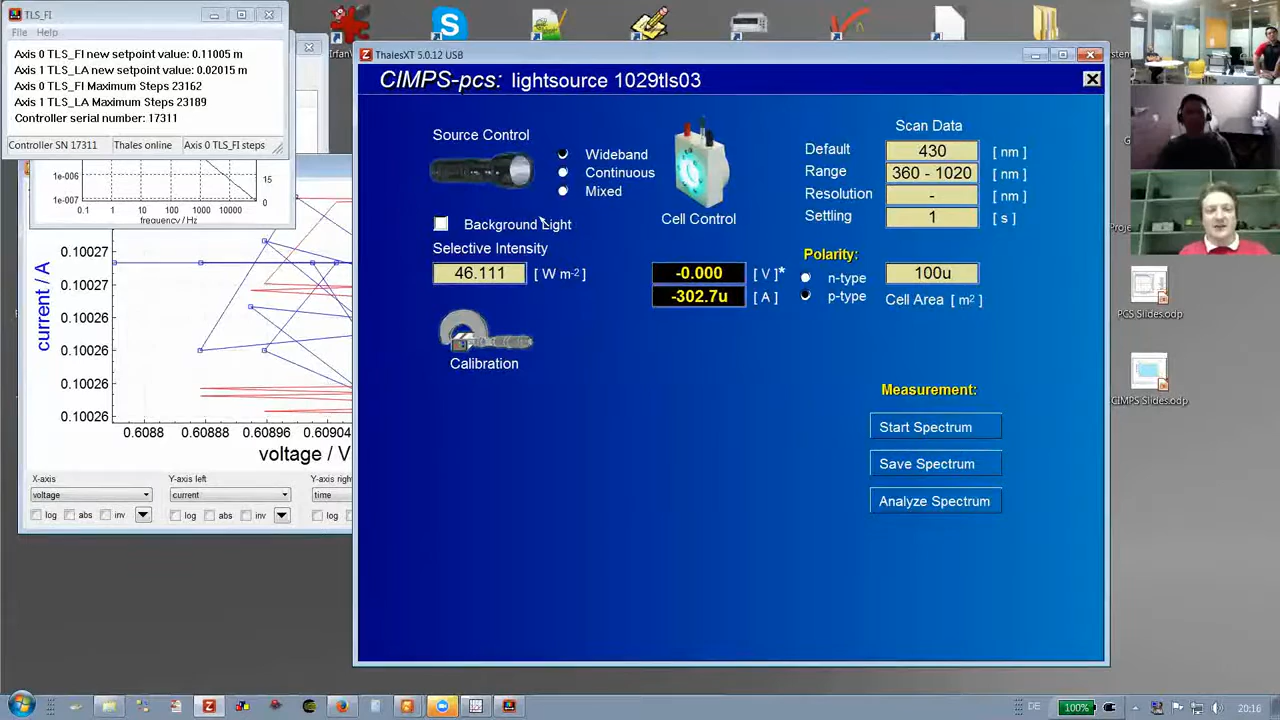 TLS_FI
File Help
Axis 0 TLS_FI new setpoint value: 0.11005 m
Axis 1 TLS_LA new setpoint value: 0.02015 m
Axis 0 TLS_FI Maximum Steps 23162
Axis 1 TLS_LA Maximum Steps 23189
Controller serial number: 17311
Controller SN 17311 Thales online Axis 0 TLS_FI steps
1e-006
1e-007
15
0
0.1 1 10 100 1000 10000
frequency / Hz
0.10027
0.10027
0.10027
0.10026
0.10026
0.10026
current / A
0.6088 0.60888 0.60896 0.60904
voltage / V
X-axis Y-axis left Y-axis right
voltage current time
log abs inv log abs inv log
ThalesXT 5.0.12 USB
CIMPS-pcs: lightsource 1029tls03
Source Control
Wideband
Continuous
Mixed
Background Light
Selective Intensity
46.111 [ W m-2 ]
Calibration
Cell Control
-0.000 [ V ]*
-302.7u [ A ]
Scan Data
Default 430 [ nm ]
Range 360 - 1020 [ nm ]
Resolution - [ nm ]
Settling 1 [ s ]
Polarity:
n-type
p-type
100u
Cell Area [ m2 ]
Measurement:
Start Spectrum
Save Spectrum
Analyze Spectrum
PCS Slides.odp
CIMPS Slides.odp
DE 100% 20:16